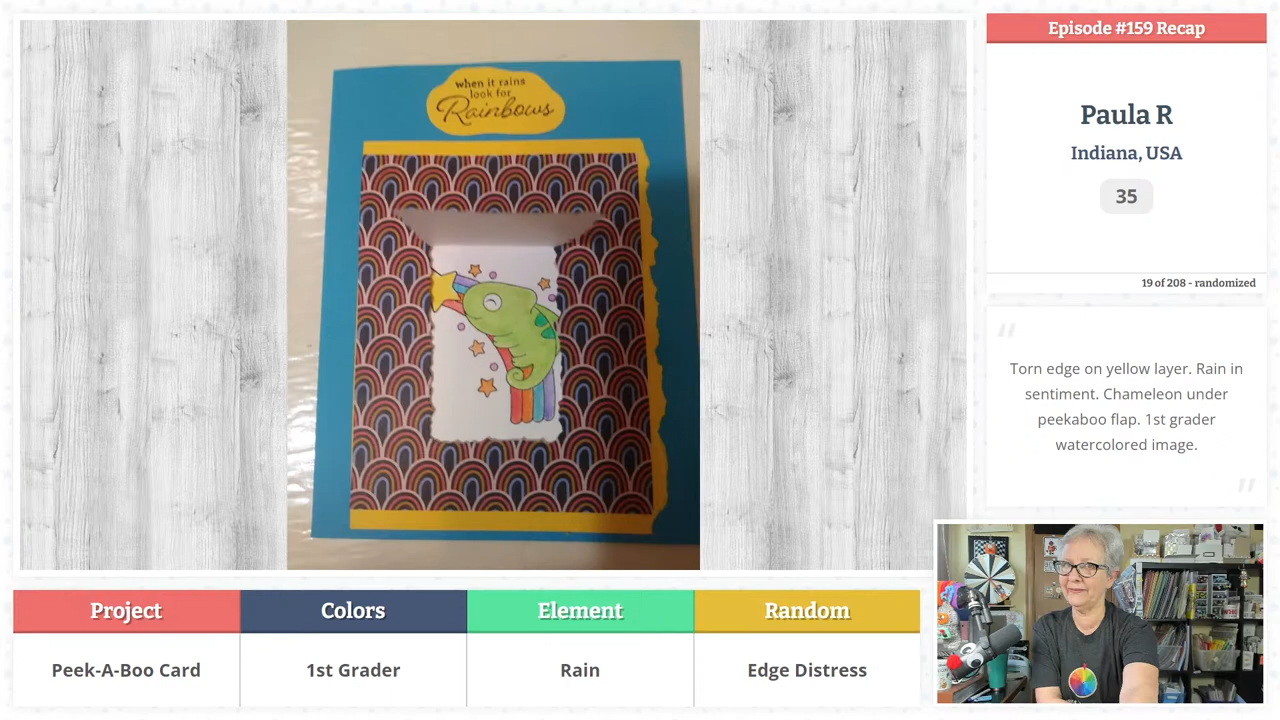 when it rains
look for
Rainbows
Episode #159 Recap
Paula R
Indiana, USA
35
19 of 208 - randomized
"
Torn edge on yellow layer. Rain in
sentiment. Chameleon under
peekaboo flap. 1st grader
watercolored image.
"
Project
Colors
Element
Random
Peek-A-Boo Card
1st Grader
Rain
Edge Distress